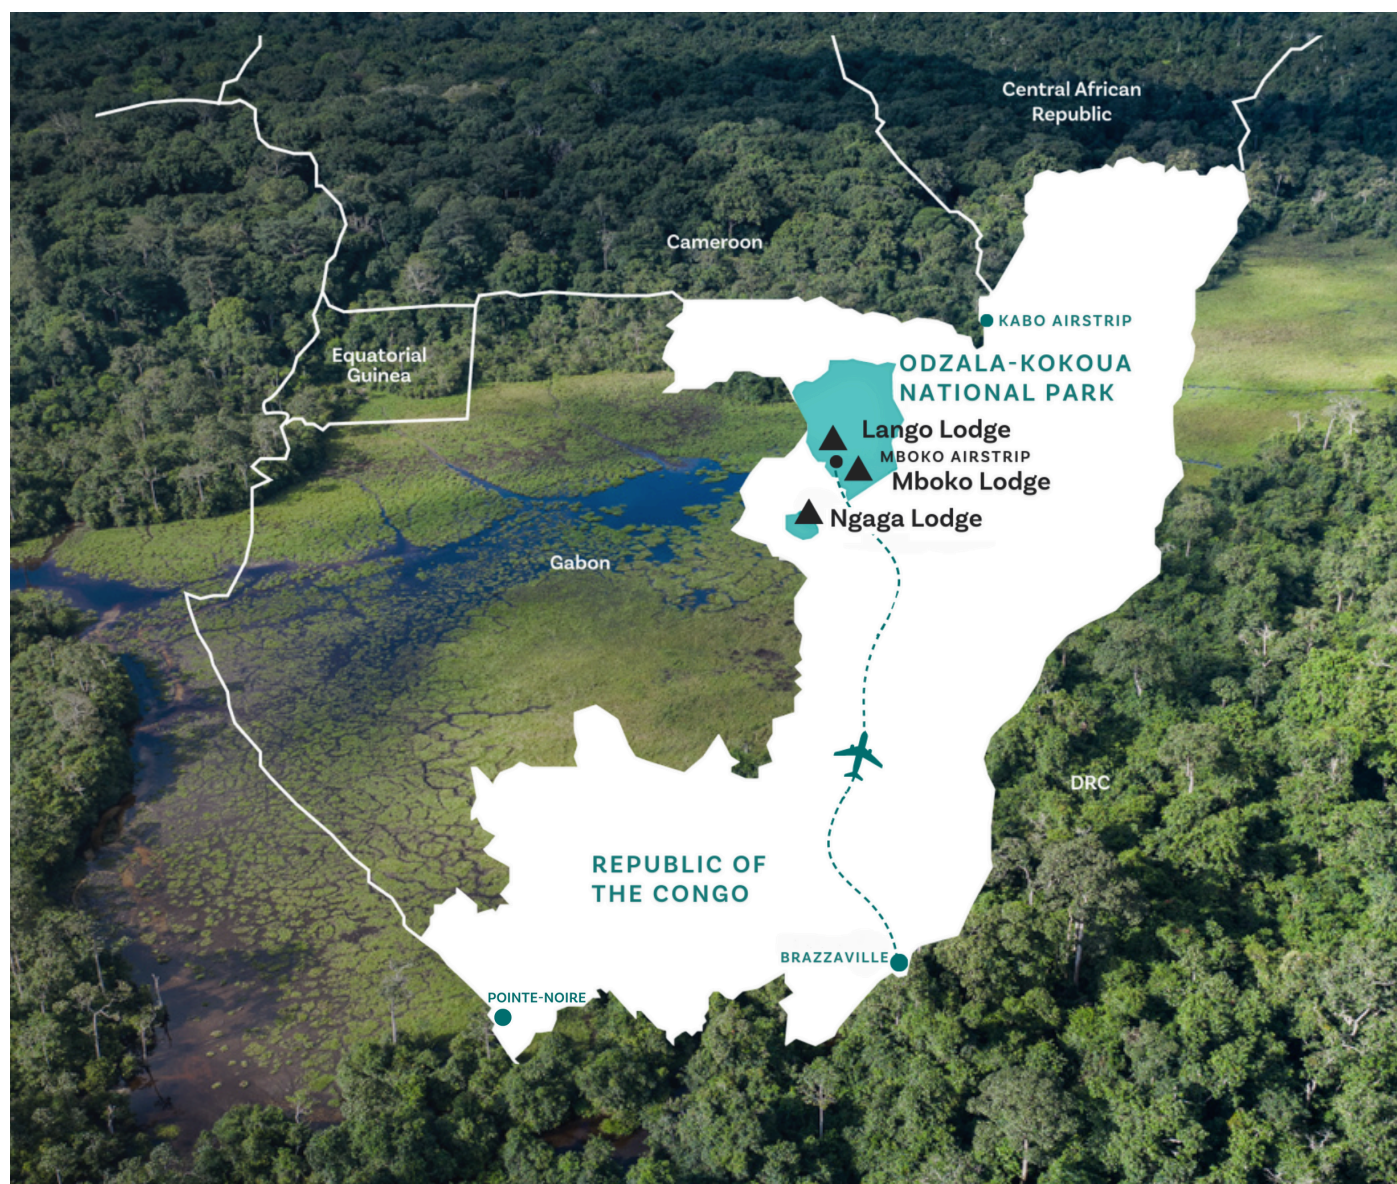 Central African
Republic
Cameroon
KABO AIRSTRIP
Equatorial
Guinea
ODZALA-KOKOUA
NATIONAL PARK
Lango Lodge
MBOKO AIRSTRIP
Mboko Lodge
Ngaga Lodge
Gabon
DRC
REPUBLIC OF
THE CONGO
BRAZZAVILLE
POINTE-NOIRE